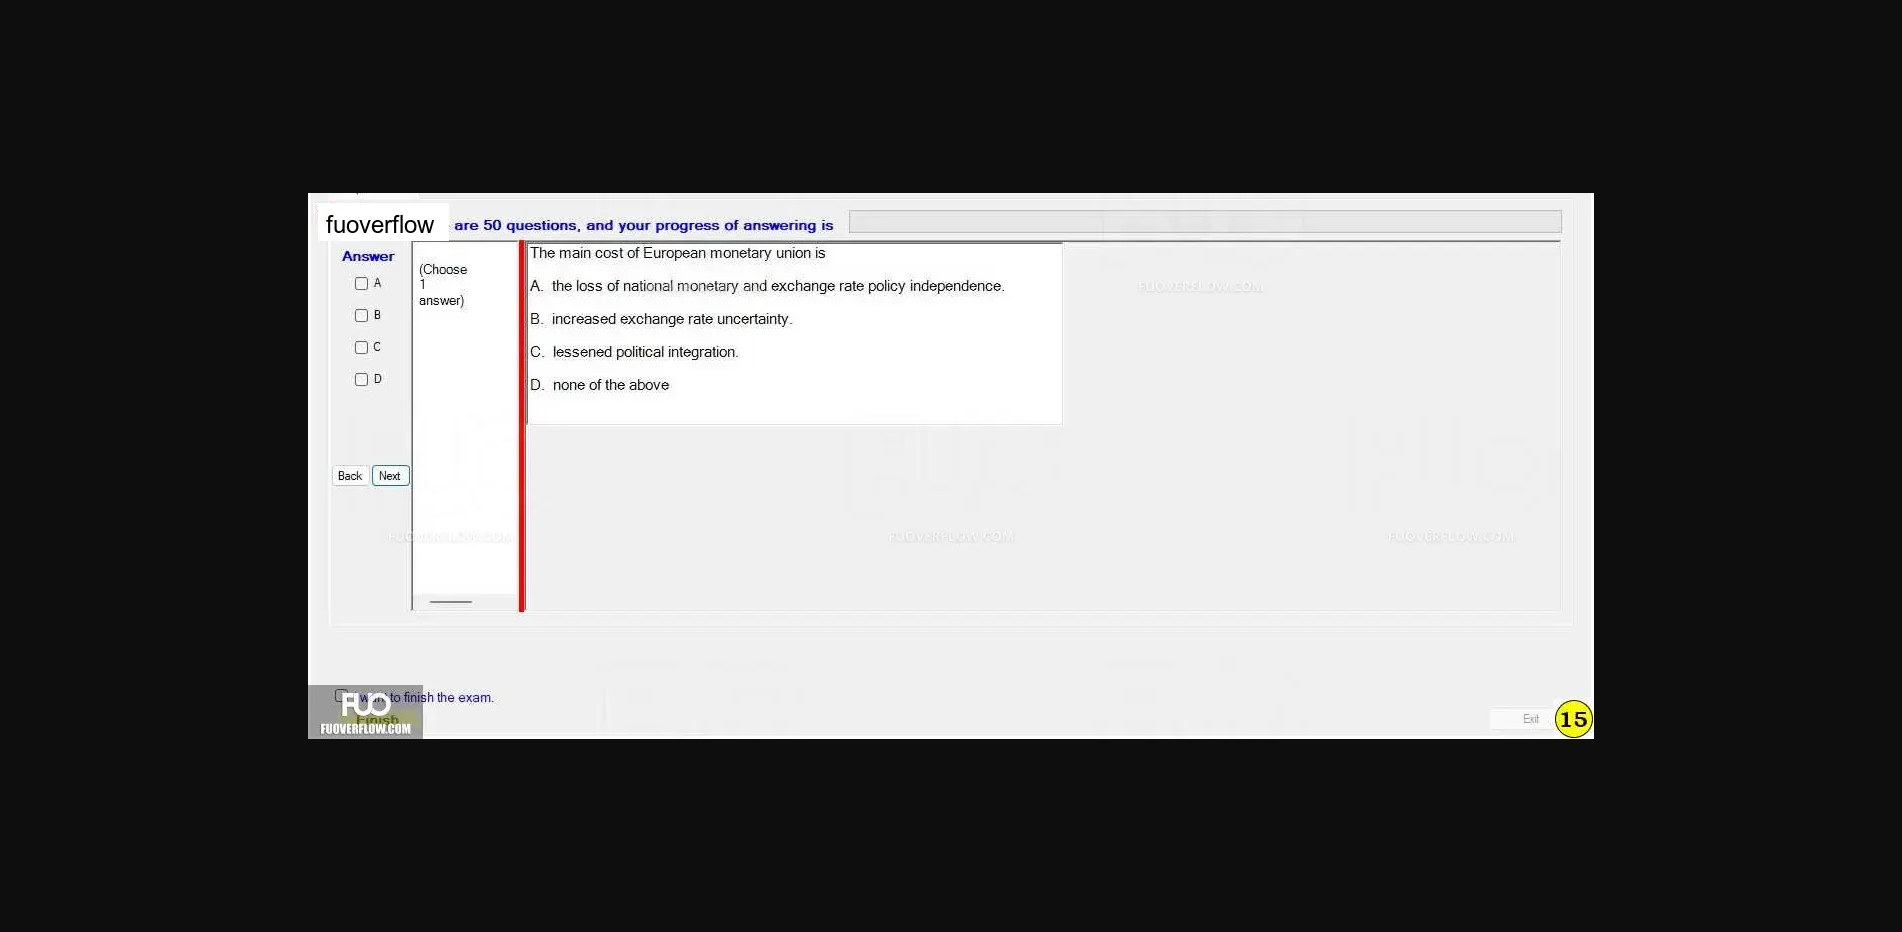 fuoverflow are 50 questions, and your progress of answering is
Answer
A
B
C
D
Back Next
(Choose
1
answer)
The main cost of European monetary union is
A. the loss of national monetary and exchange rate policy independence.
B. increased exchange rate uncertainty.
C. lessened political integration.
D. none of the above
FUOVERFLOW.COM
FUOVERFLOW.COM
FUOVERFLOW.COM
FUOVERFLOW.COM
I want to finish the exam.
Finish
FUO
FUOVERFLOW.COM
Exit
15